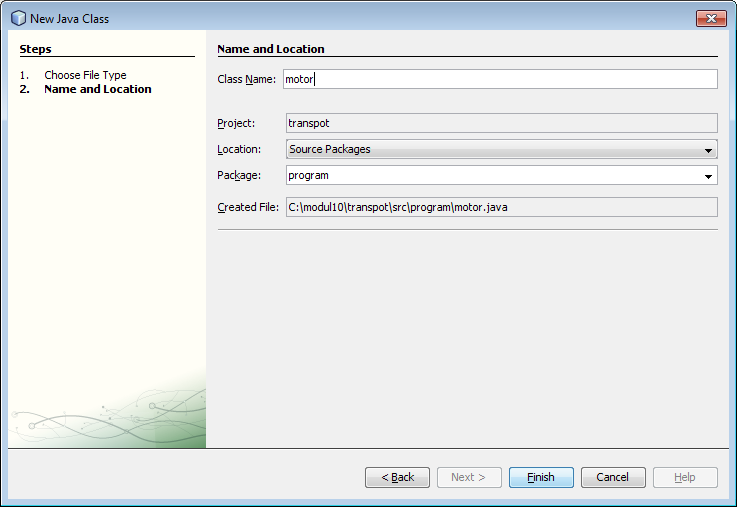 New Java Class
Steps
1. Choose File Type
2. Name and Location
Name and Location
Class Name: motor
Project: transpot
Location: Source Packages
Package: program
Created File: C:\modul10\transpot\src\program\motor.java
< Back Next > Finish Cancel Help